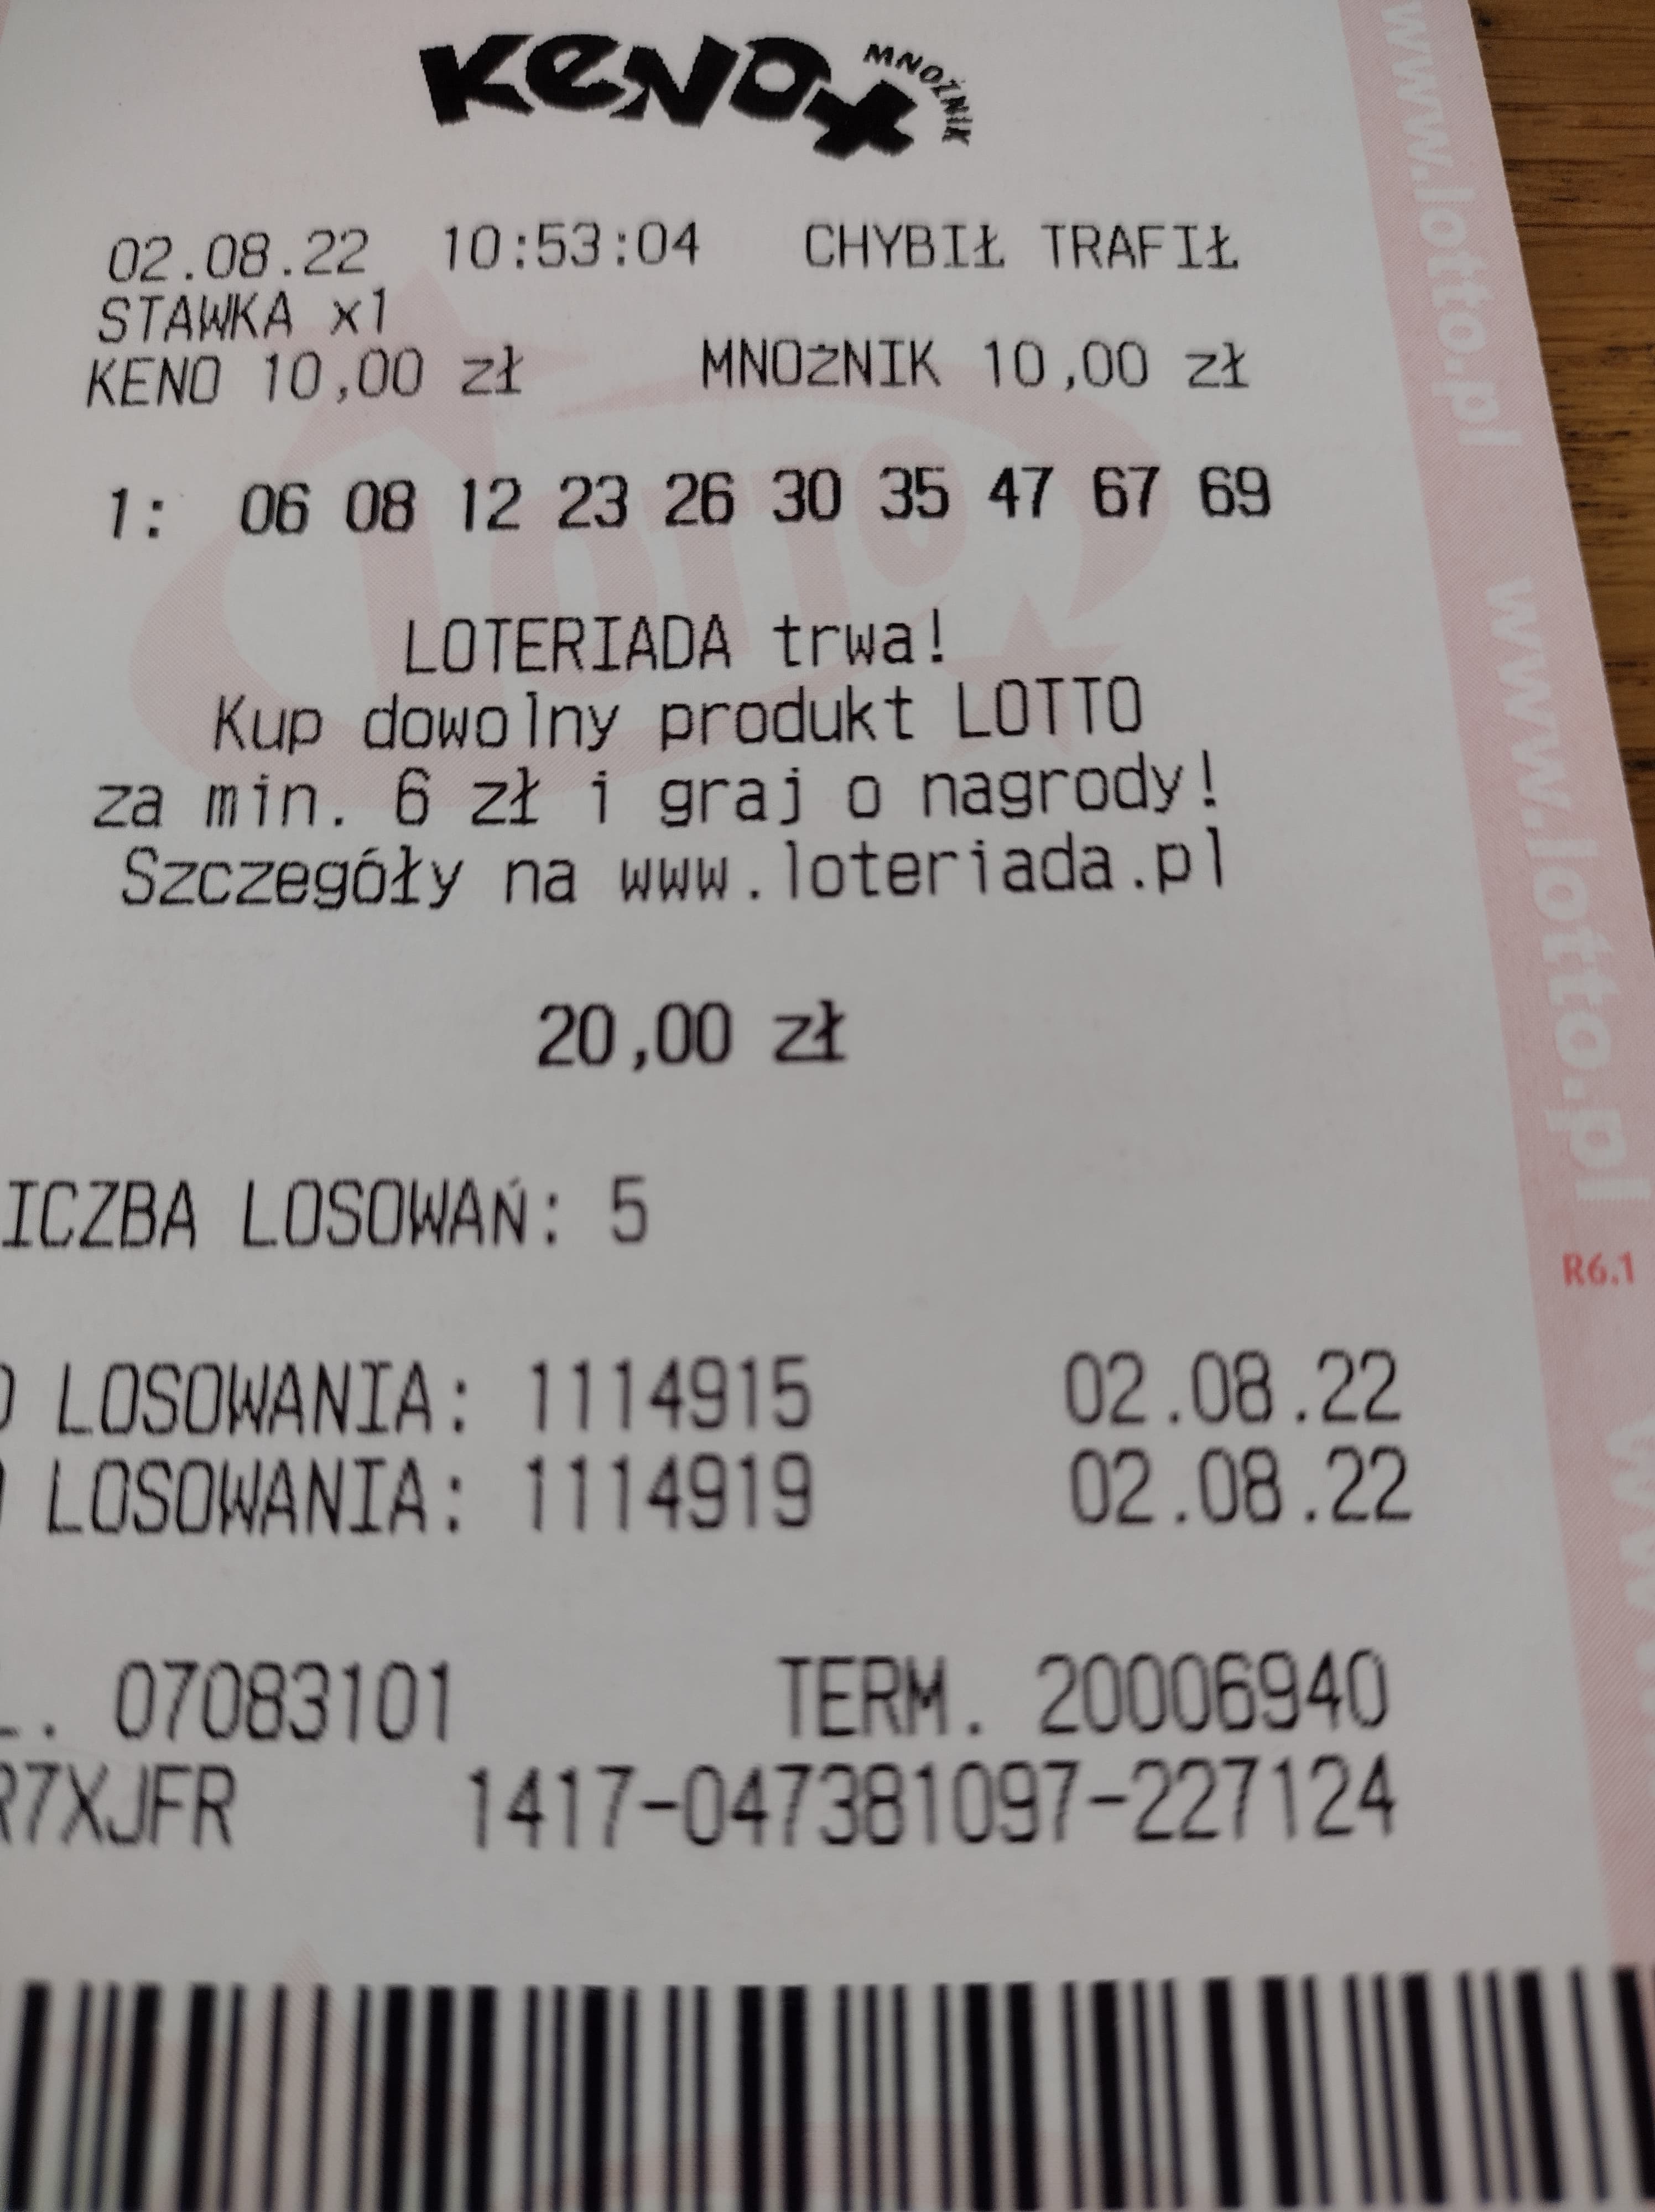 KENO x MNOŻNIK
02.08.22 10:53:04 CHYBIŁ TRAFIŁ
STAWKA x1
KENO 10,00 zł MNOŻNIK 10,00 zł
1: 06 08 12 23 26 30 35 47 67 69
LOTERIADA trwa!
Kup dowolny produkt LOTTO
za min. 6 zł i graj o nagrody!
Szczegóły na www.loteriada.pl
20,00 zł
ICZBA LOSOWAŃ: 5
O LOSOWANIA: 1114915 02.08.22
LOSOWANIA: 1114919 02.08.22
. 07083101 TERM. 20006940
R7XJFR 1417-047381097-227124
www.lotto.pl
www.lotto.pl
R6.1
www
lotto